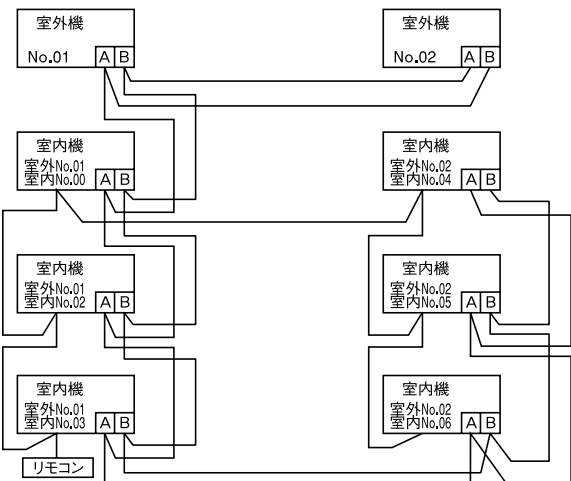 室外機
No.01 A B
室外機
No.02 A B
室内機
室外No.01
室内No.00 A B
室内機
室外No.02
室内No.04 A B
室内機
室外No.01
室内No.02 A B
室内機
室外No.02
室内No.05 A B
室内機
室外No.01
室内No.03 A B
室内機
室外No.02
室内No.06 A B
リモコン